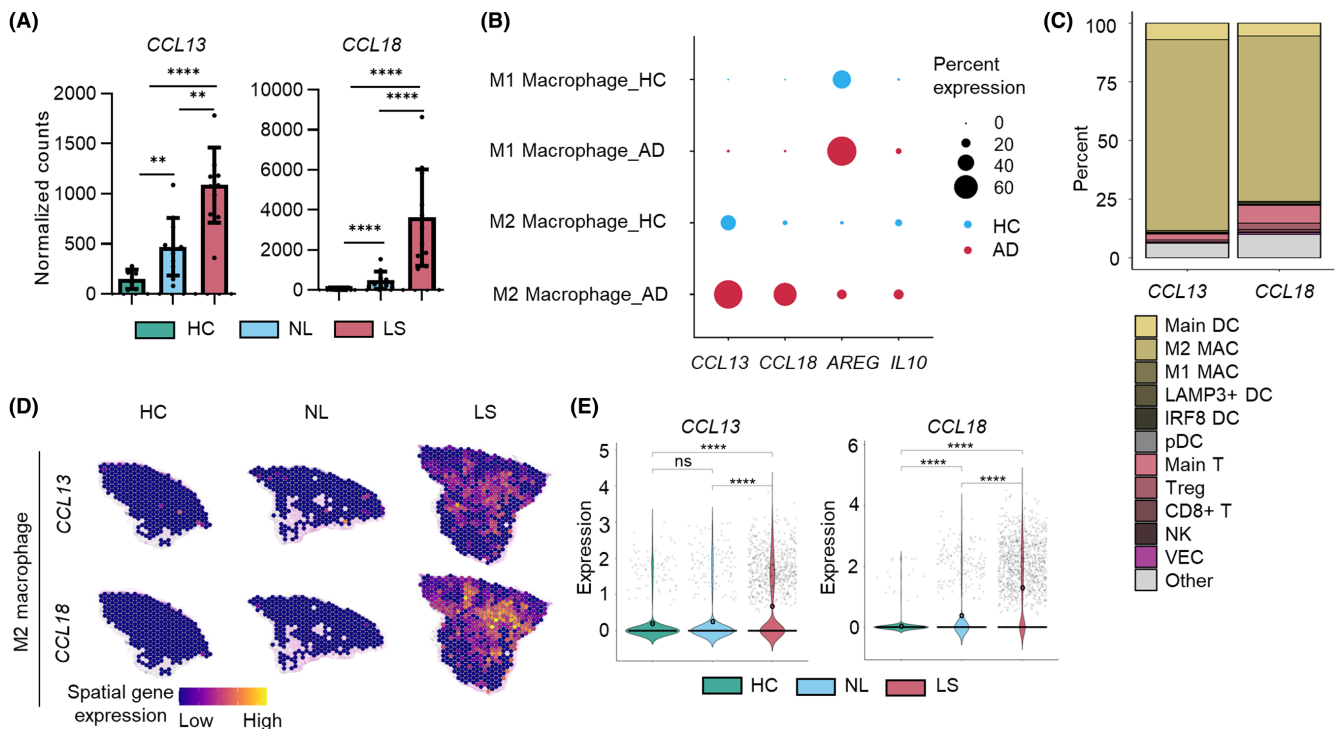 (A)
CCL13
CCL18
****
**
**
****
****
****
Normalized counts
2000
1500
1000
500
0
10000
8000
6000
4000
2000
0
HC
NL
LS
(B)
M1 Macrophage_HC
M1 Macrophage_AD
M2 Macrophage_HC
M2 Macrophage_AD
CCL13
CCL18
AREG
IL10
Percent
expression
0
20
40
60
HC
AD
(C)
Percent
100
75
50
25
0
CCL13
CCL18
Main DC
M2 MAC
M1 MAC
LAMP3+ DC
IRF8 DC
pDC
Main T
Treg
CD8+ T
NK
VEC
Other
(D)
HC
NL
LS
M2 macrophage
CCL13
CCL18
Spatial gene
expression
Low
High
(E)
CCL13
CCL18
Expression
5
4
3
2
1
0
****
ns
****
Expression
6
4
2
0
****
****
****
HC
NL
LS